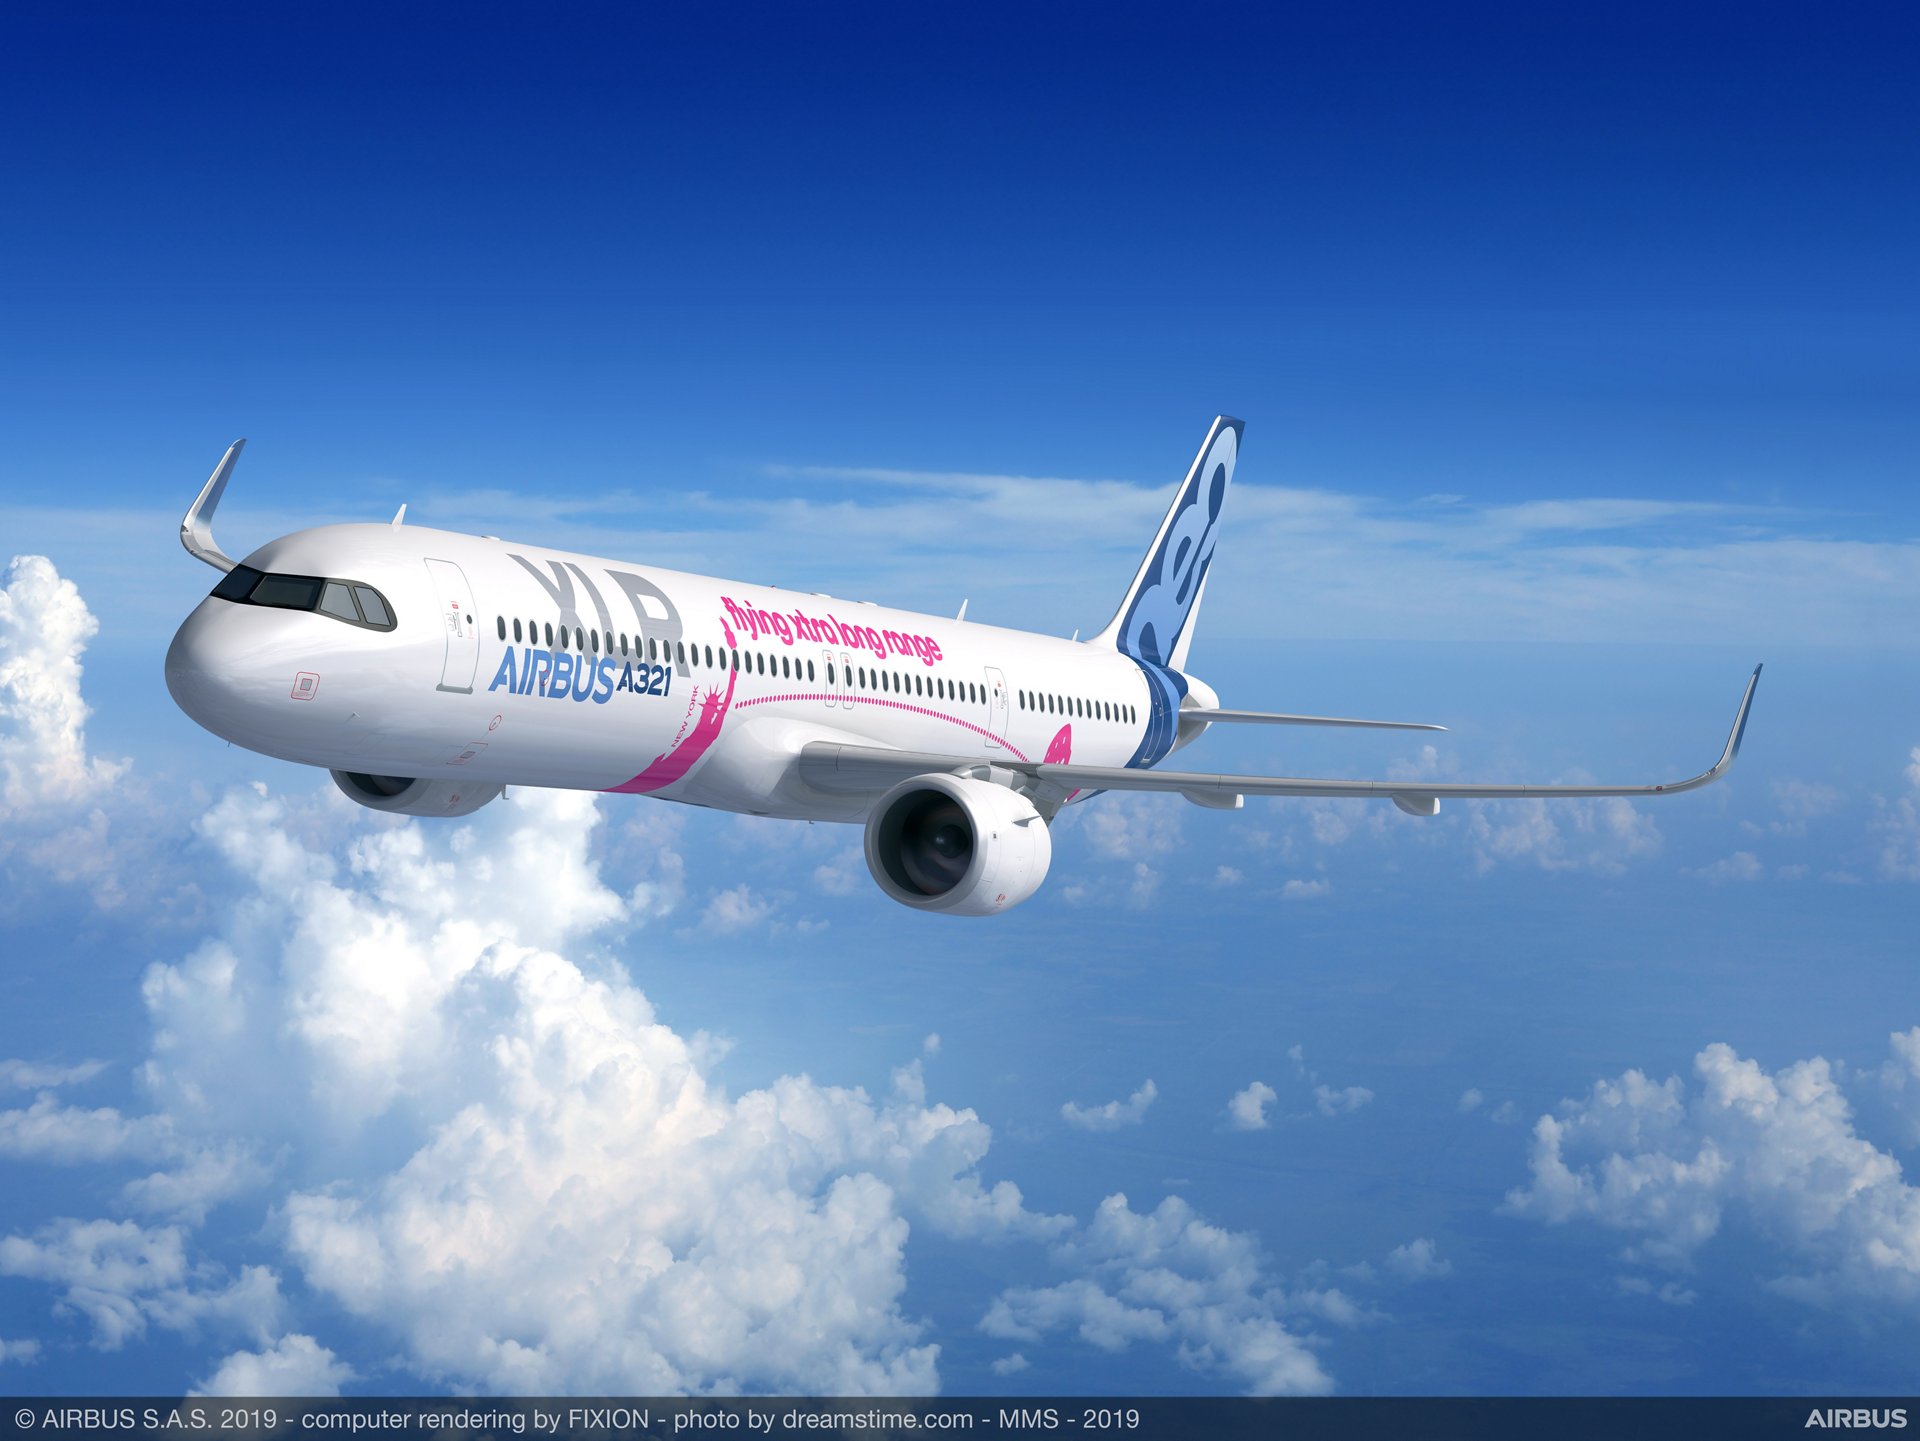 XLR
flying xtra long range
AIRBUS A321
NEW YORK
© AIRBUS S.A.S. 2019 - computer rendering by FIXION - photo by dreamstime.com - MMS - 2019
AIRBUS